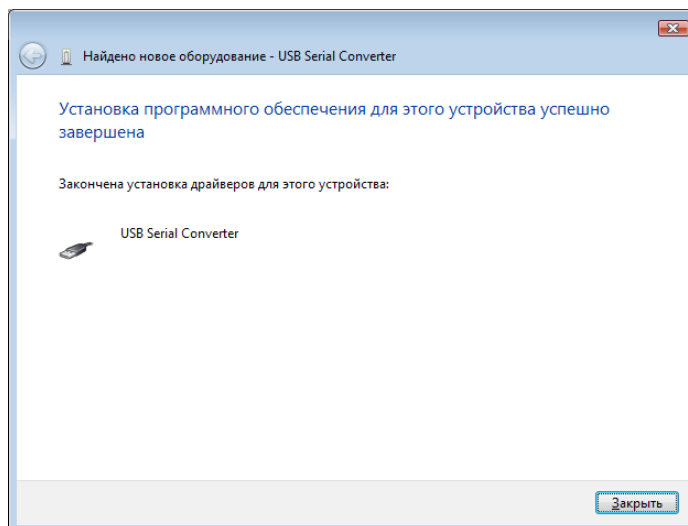 Найдено новое оборудование - USB Serial Converter
Установка программного обеспечения для этого устройства успешно
завершена
Закончена установка драйверов для этого устройства:
USB Serial Converter
Закрыть